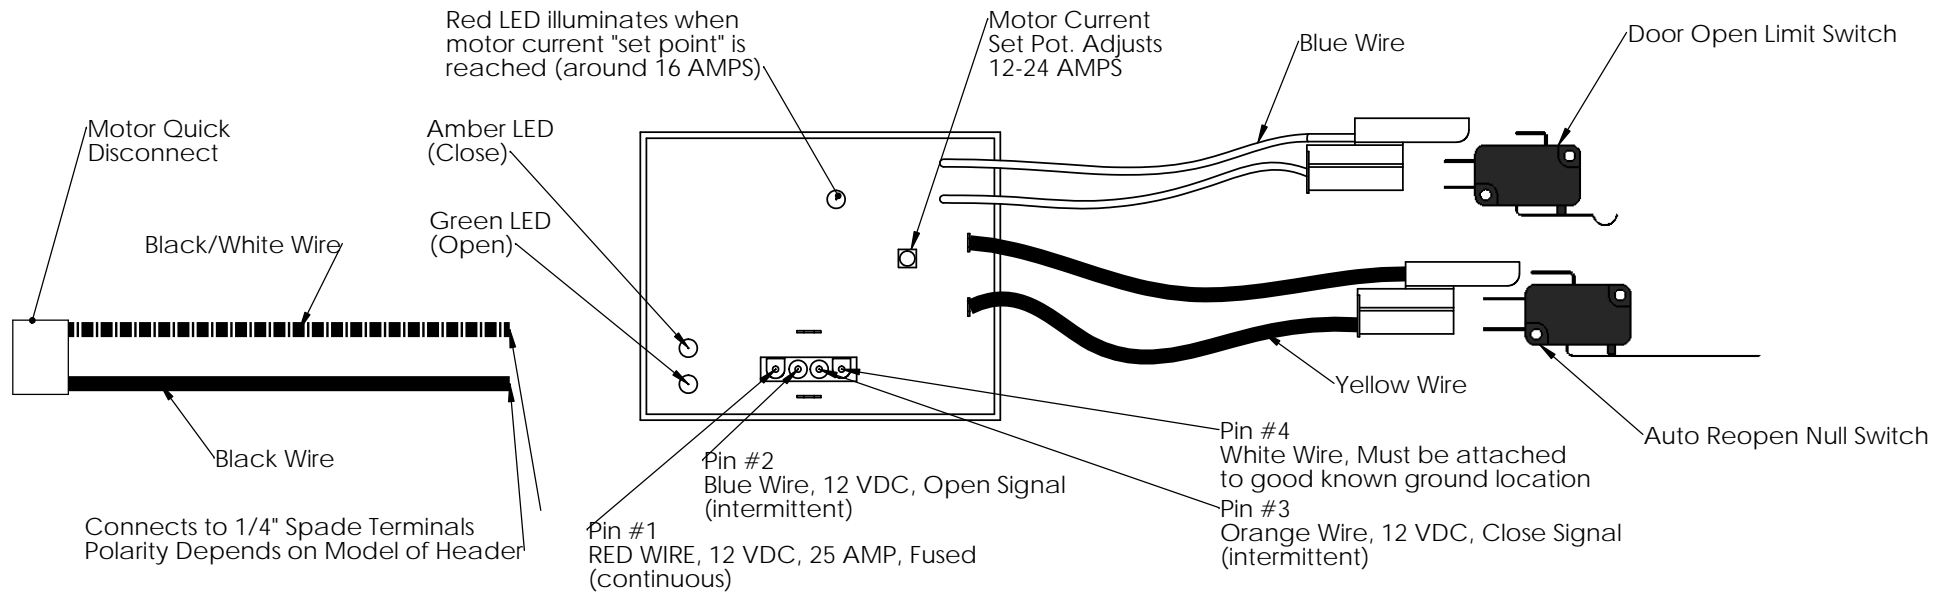 Red LED illuminates when
motor current "set point" is
reached (around 16 AMPS)
Motor Current
Set Pot. Adjusts
12-24 AMPS
Blue Wire
Door Open Limit Switch
Motor Quick
Disconnect
Amber LED
(Close)
Green LED
(Open)
Black/White Wire
Yellow Wire
Auto Reopen Null Switch
Black Wire
Pin #4
White Wire, Must be attached
to good known ground location
Pin #2
Blue Wire, 12 VDC, Open Signal
(intermittent)
Pin #3
Orange Wire, 12 VDC, Close Signal
(intermittent)
Connects to 1/4" Spade Terminals
Polarity Depends on Model of Header
Pin #1
RED WIRE, 12 VDC, 25 AMP, Fused
(continuous)